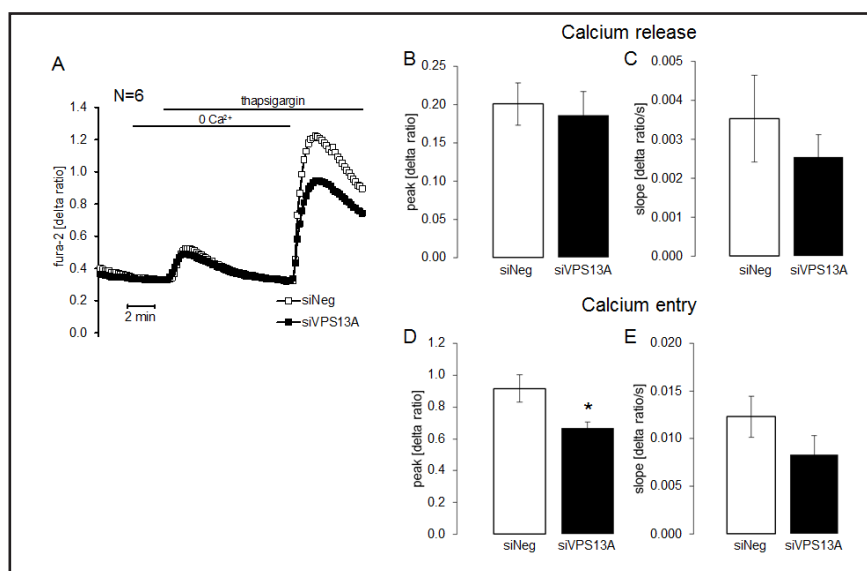 Calcium release
A
N=6
thapsigargin
0 Ca²⁺
fura-2 [delta ratio]
1.4
1.2
1.0
0.8
0.6
0.4
0.2
0.0
2 min
siNeg
siVPS13A
B
peak [delta ratio]
0.25
0.20
0.15
0.10
0.05
0.00
siNeg siVPS13A
C
slope [delta ratio/s]
0.005
0.004
0.003
0.002
0.001
0.000
siNeg siVPS13A
Calcium entry
D
peak [delta ratio]
1.2
1.0
0.8
0.6
0.4
0.2
0.0
*
siNeg siVPS13A
E
slope [delta ratio/s]
0.020
0.015
0.010
0.005
0.000
siNeg siVPS13A